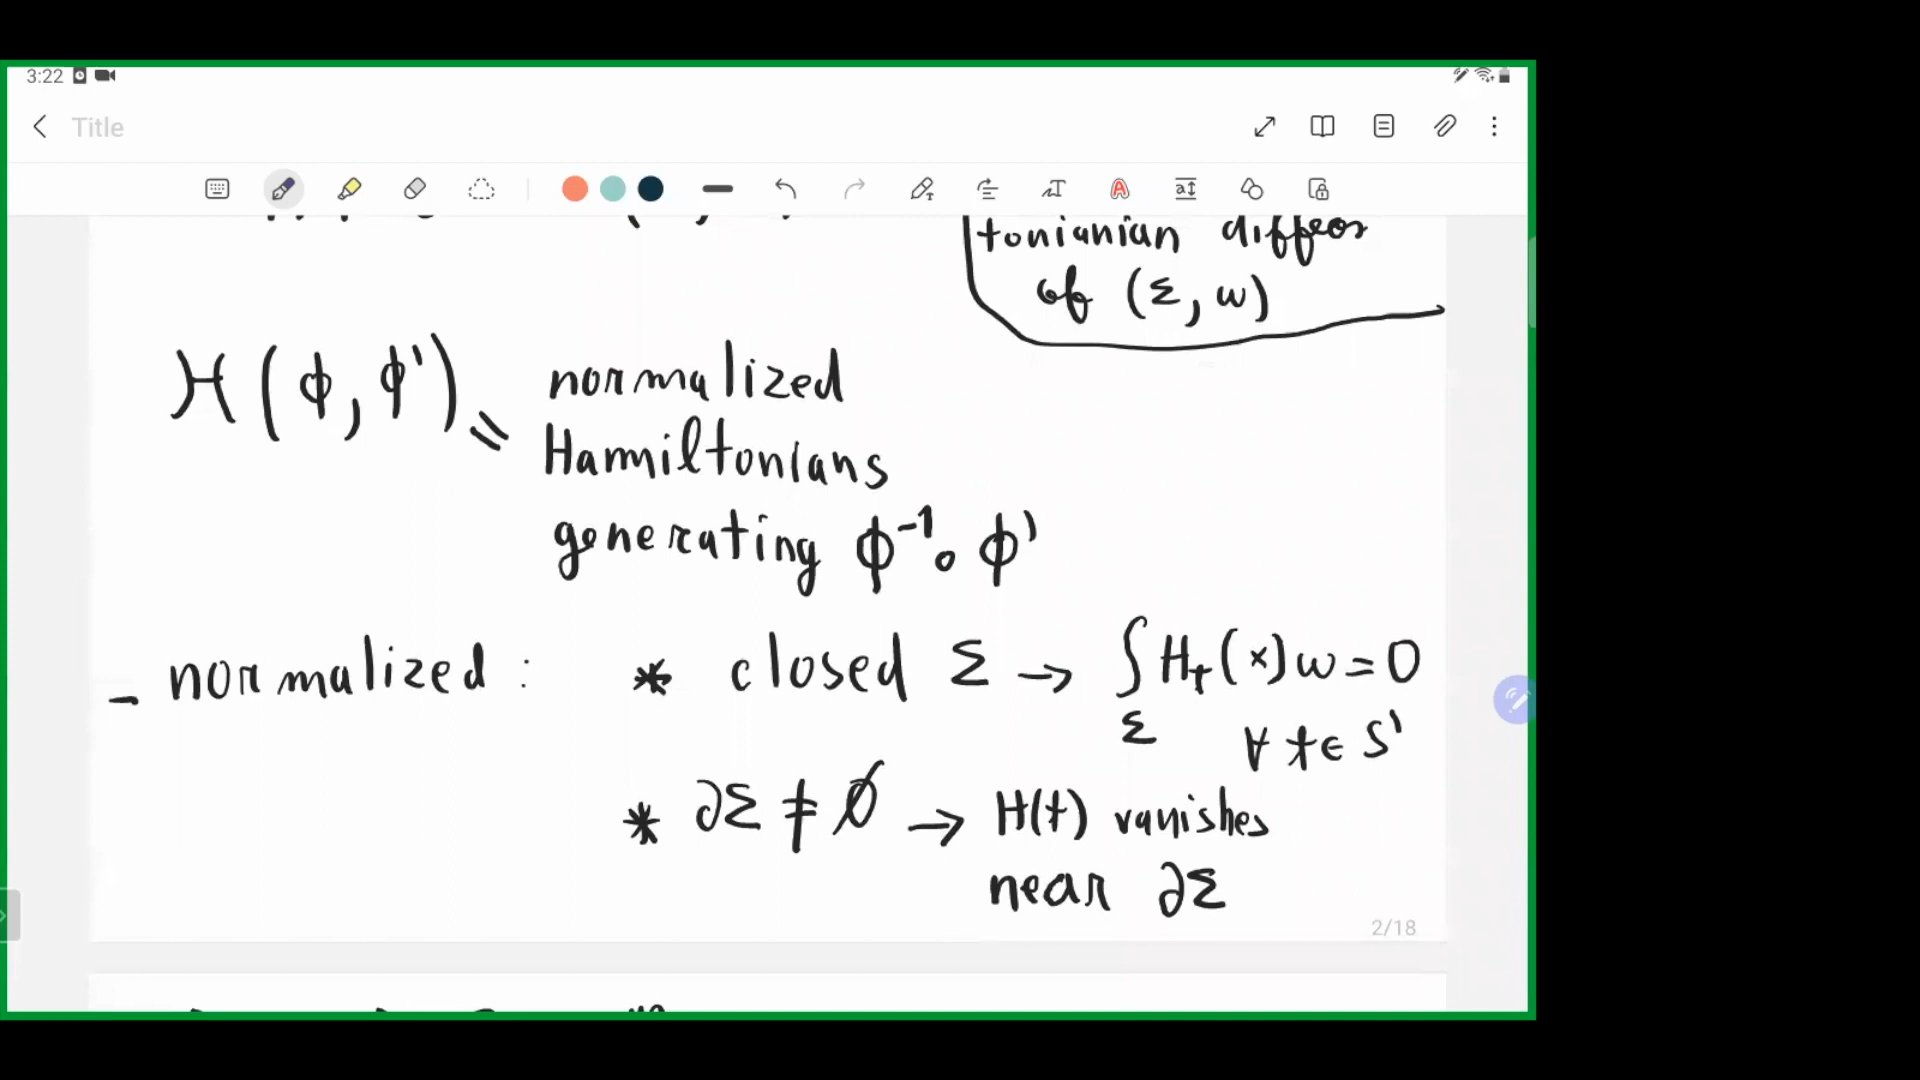 3:22
Title
tonianian diffeos
of (Σ, ω)
H(φ, φ') =
normalized
Hamiltonians
generating φ⁻¹∘φ'
- normalized : * closed Σ → ∫_Σ H_t(x)ω = 0
∀ t ∈ S¹
* ∂Σ ≠ ∅ → H(t) vanishes
near ∂Σ
2/18